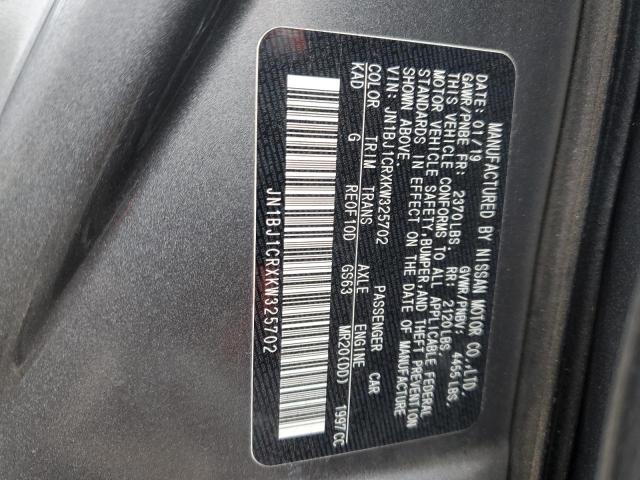 MANUFACTURED BY NISSAN MOTOR CO.,LTD.
DATE: 01/19 GVWR/PNBV: 4455LBS,
GAWR/PNBE FR: 2370LBS, RR: 2120LBS
THIS VEHICLE CONFORMS TO ALL APPLICABLE FEDERAL
MOTOR VEHICLE SAFETY,BUMPER,AND THEFT PREVENTION
STANDARDS IN EFFECT ON THE DATE OF MANUFACTURE
SHOWN ABOVE.
VIN: JN1BJ1CRXKW325702 PASSENGER CAR
COLOR TRIM TRANS AXLE ENGINE
KAD G RE0F10D GS63 MR20(DD) 1997CC
JN1BJ1CRXKW325702